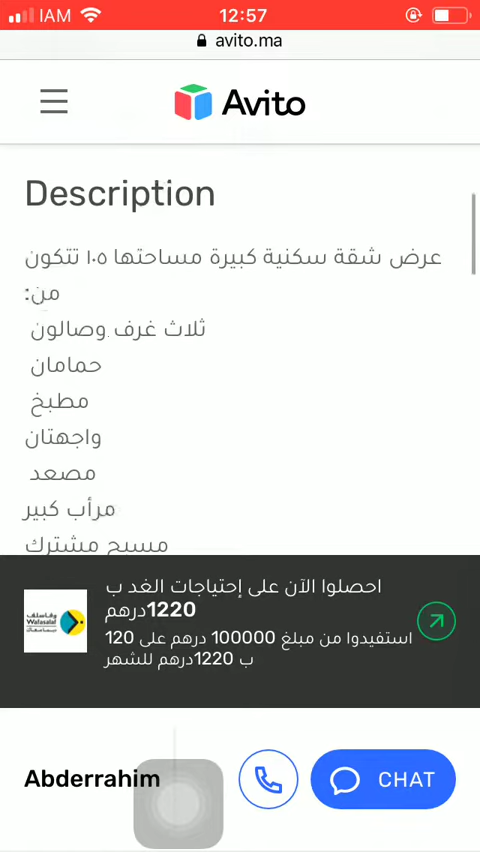 IAM
12:57
avito.ma
Avito
Description
عرض شقة سكنية كبيرة مساحتها ١٠٥ تتكون
من:
ثلاث غرف وصالون
حمامان
مطبخ
واجهتان
مصعد
مرأب كبير
مسبح مشترك
احصلوا الآن على إحتياجات الغد ب
1220درهم
وفاسلف
Wafasalaf
استفيدوا من مبلغ 100000 درهم على 120
ب 1220درهم للشهر
Abderrahim
CHAT